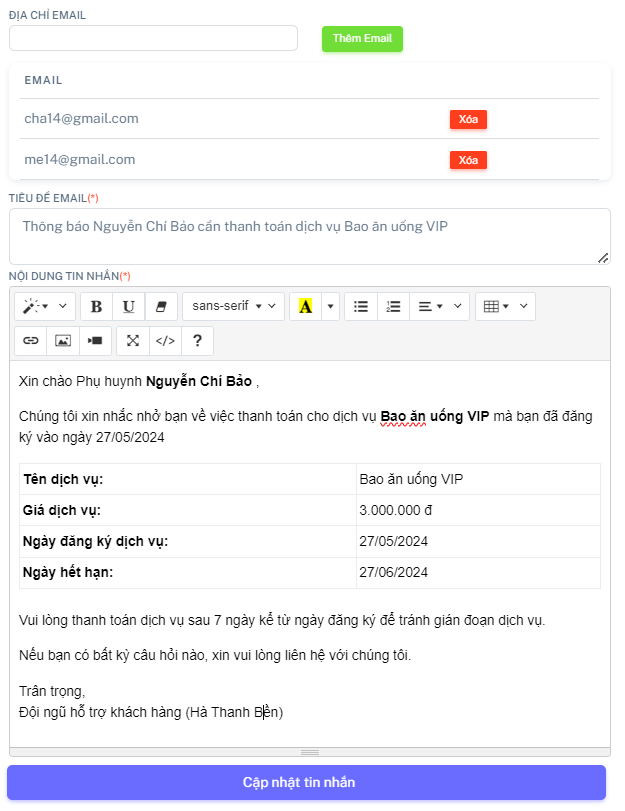 ĐỊA CHỈ EMAIL
Thêm Email
EMAIL
cha14@gmail.com Xóa
me14@gmail.com Xóa
TIÊU ĐỀ EMAIL(*)
Thông báo Nguyễn Chí Bảo cần thanh toán dịch vụ Bao ăn uống VIP
NỘI DUNG TIN NHẮN(*)
B U sans-serif A
</> ?
Xin chào Phụ huynh Nguyễn Chí Bảo ,
Chúng tôi xin nhắc nhở bạn về việc thanh toán cho dịch vụ Bao ăn uống VIP mà bạn đã đăng
ký vào ngày 27/05/2024
Tên dịch vụ: Bao ăn uống VIP
Giá dịch vụ: 3.000.000 đ
Ngày đăng ký dịch vụ: 27/05/2024
Ngày hết hạn: 27/06/2024
Vui lòng thanh toán dịch vụ sau 7 ngày kể từ ngày đăng ký để tránh gián đoạn dịch vụ.
Nếu bạn có bất kỳ câu hỏi nào, xin vui lòng liên hệ với chúng tôi.
Trân trọng,
Đội ngũ hỗ trợ khách hàng (Hà Thanh Bền)
Cập nhật tin nhắn